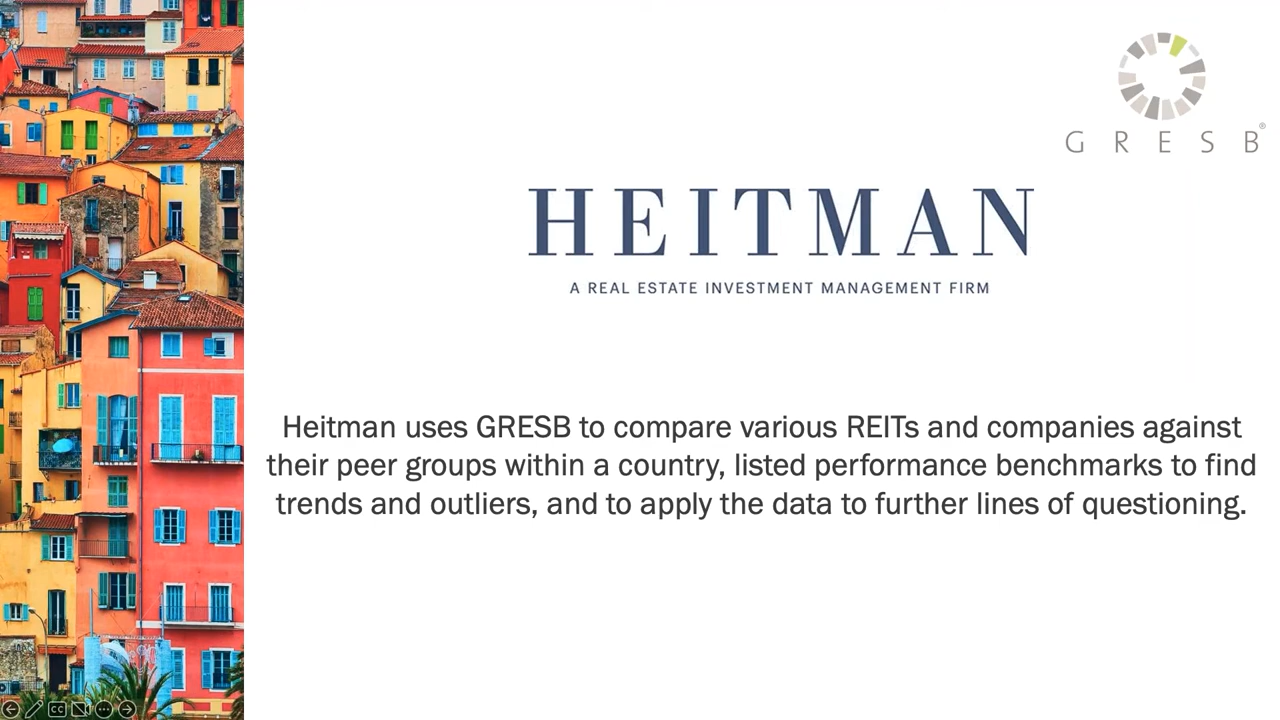 GRESB®
HEITMAN
A REAL ESTATE INVESTMENT MANAGEMENT FIRM
Heitman uses GRESB to compare various REITs and companies against
their peer groups within a country, listed performance benchmarks to find
trends and outliers, and to apply the data to further lines of questioning.
CC